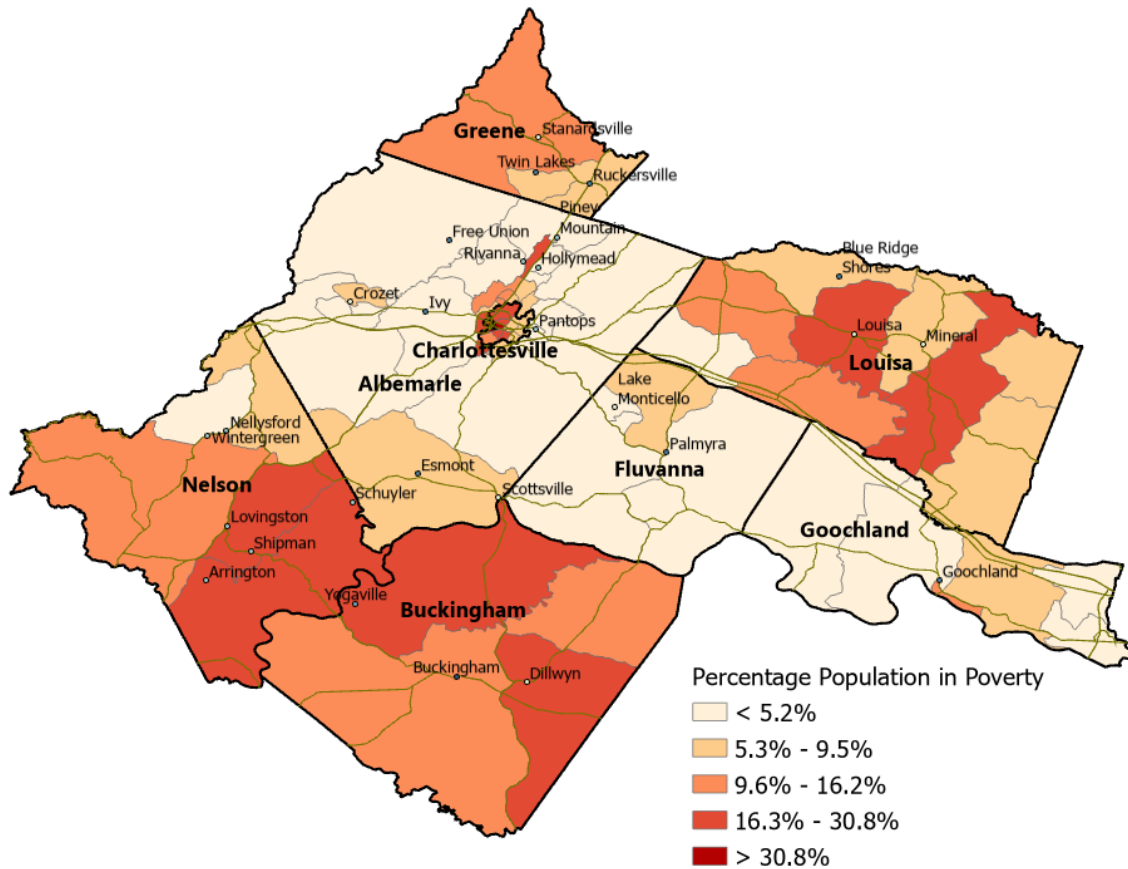 Greene
Stanardsville
Twin Lakes
Ruckersville
Piney
Mountain
Free Union
Rivanna
Hollymead
Blue Ridge
Shores
Crozet
Ivy
Pantops
Louisa
Mineral
Charlottesville
Louisa
Albemarle
Lake
Monticello
Nellysford
Wintergreen
Palmyra
Esmont
Fluvanna
Nelson
Schuyler
Scottsville
Lovingston
Goochland
Shipman
Arrington
Goochland
Yogaville
Buckingham
Buckingham
Dillwyn
Percentage Population in Poverty
< 5.2%
5.3% - 9.5%
9.6% - 16.2%
16.3% - 30.8%
> 30.8%